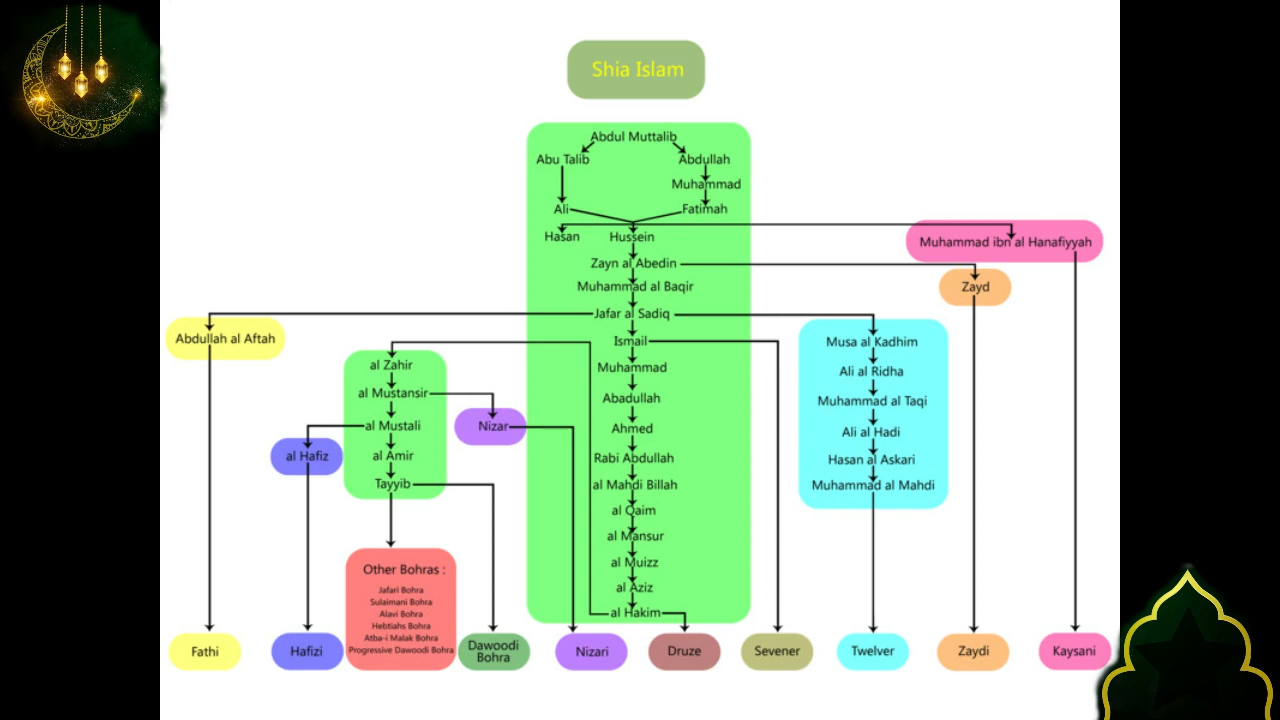 Shia Islam
Abdul Muttalib
Abu Talib
Abdullah
Muhammad
Ali
Fatimah
Hasan
Hussein
Muhammad ibn al Hanafiyyah
Zayn al Abedin
Muhammad al Baqir
Zayd
Jafar al Sadiq
Abdullah al Aftah
Ismail
Musa al Kadhim
al Zahir
Muhammad
Ali al Ridha
al Mustansir
Abadullah
Muhammad al Taqi
al Mustali
Nizar
Ahmed
Ali al Hadi
al Hafiz
al Amir
Rabi Abdullah
Hasan al Askari
Tayyib
al Mahdi Billah
Muhammad al Mahdi
al Qaim
al Mansur
al Muizz
al Aziz
al Hakim
Other Bohras :
Jafari Bohra
Sulaimani Bohra
Alavi Bohra
Hebtiahs Bohra
Atba-i Malak Bohra
Progressive Dawoodi Bohra
Fathi
Hafizi
Dawoodi
Bohra
Nizari
Druze
Sevener
Twelver
Zaydi
Kaysani